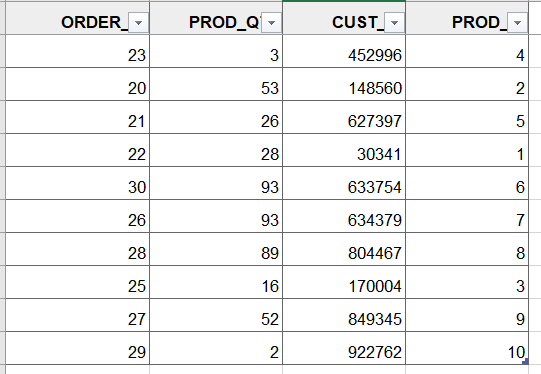 ORDER_ PROD_Q CUST_ PROD_
23 3 452996 4
20 53 148560 2
21 26 627397 5
22 28 30341 1
30 93 633754 6
26 93 634379 7
28 89 804467 8
25 16 170004 3
27 52 849345 9
29 2 922762 10